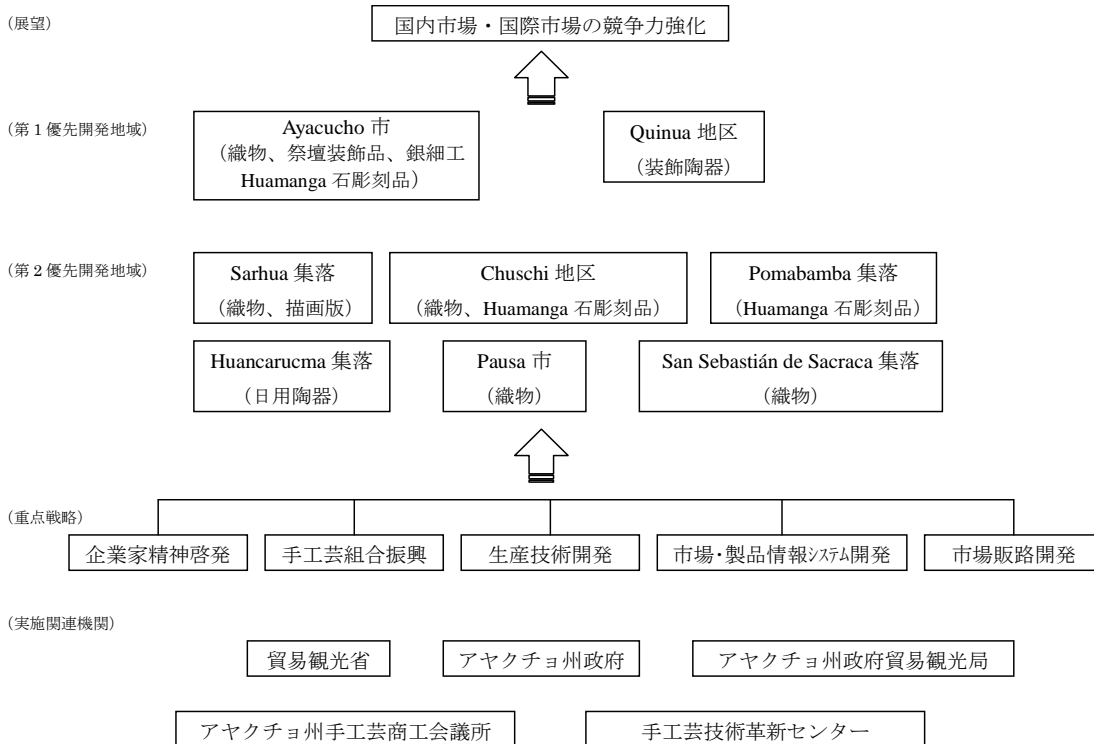 (展望)
国内市場・国際市場の競争力強化
(第1優先開発地域)
Ayacucho 市
(織物、祭壇装飾品、銀細工
Huamanga 石彫刻品)
Quinua 地区
(装飾陶器)
(第2優先開発地域)
Sarhua 集落
(織物、描画版)
Chuschi 地区
(織物、Huamanga 石彫刻品)
Pomabamba 集落
(Huamanga 石彫刻品)
Huancarucma 集落
(日用陶器)
Pausa 市
(織物)
San Sebastián de Sacraca 集落
(織物)
(重点戦略)
企業家精神啓発
手工芸組合振興
生産技術開発
市場・製品情報システム開発
市場販路開発
(実施関連機関)
貿易観光省
アヤクチョ州政府
アヤクチョ州政府貿易観光局
アヤクチョ州手工芸商工会議所
手工芸技術革新センター